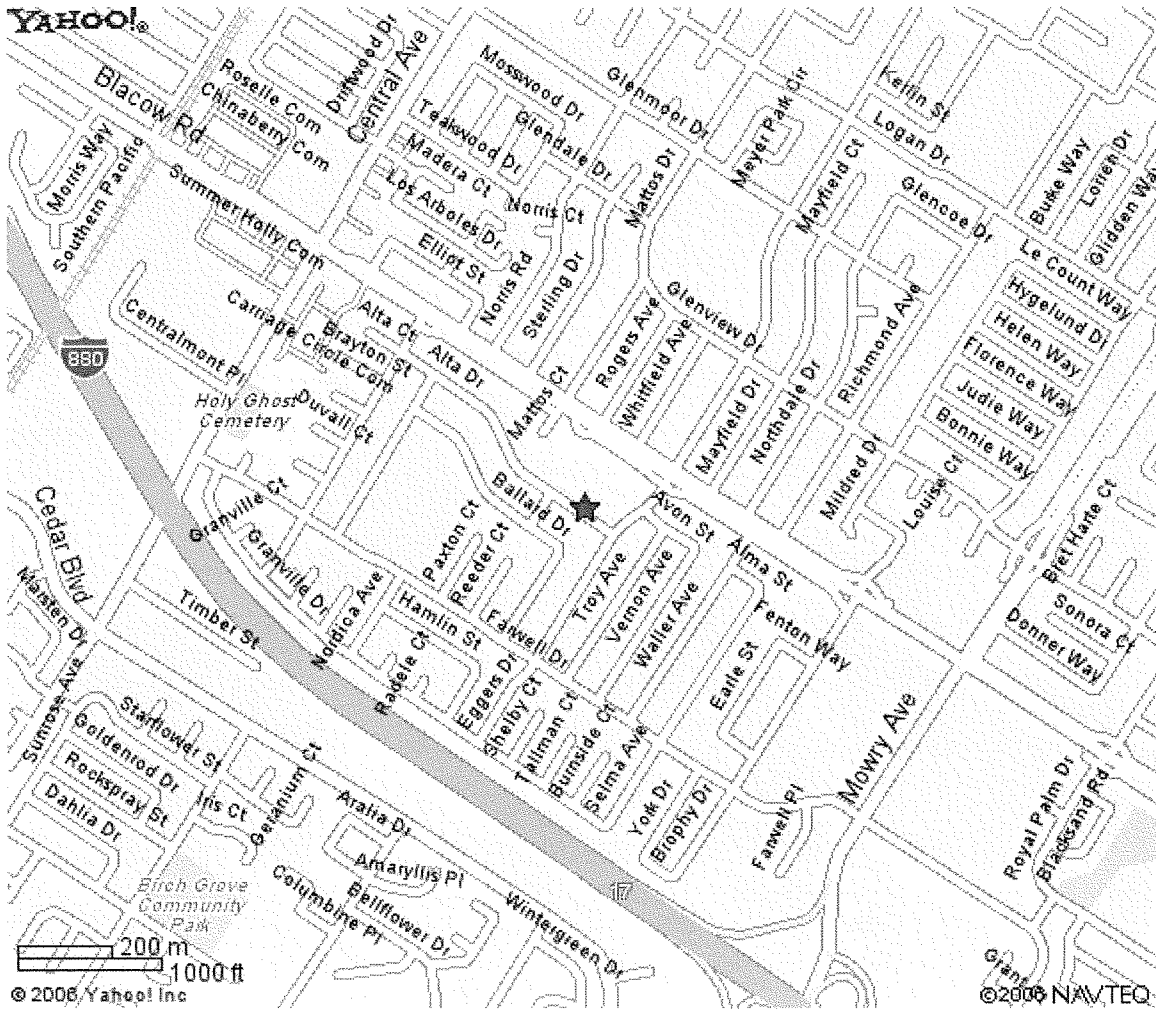 YAHOO!®
Driftwood Dr
Central Ave
Mosswood Dr
Glenmoor Dr
Kerlin St
Blacow Rd
Roselle Com
Chinaberry Com
Teakwood Dr
Glendale Dr
Meyer Park Cir
Logan Dr
Morris Way
Southern Pacific
Summer Holly Com
Madera Ct
Los Arboles Dr
Elliot St
Norris Ct
Norris Rd
Sterling Dr
Mattos Dr
Mayfield Ct
Glencoe Dr
Burke Way
Lorren Dr
Glidden Way
Le Count Way
Hygelund Dr
Helen Way
Florence Way
Judie Way
Bonnie Way
Centralmont Pl
Carriage Circle Com
Brayton St
Alta Ct
Alta Dr
Mattos Ct
Rogers Ave
Whitfield Ave
Glenview Dr
Mayfield Dr
Northdale Dr
Richmond Ave
Mildred Dr
Louise Ct
880
Holy Ghost
Cemetery
Duvall Ct
Granville Ct
Granville Dr
Nordica Ave
Paxton Ct
Reeder Ct
Ballard Dr
Avon St
Alma St
Troy Ave
Vernon Ave
Waller Ave
Fenton Way
Earle St
Bret Harte Ct
Sonora Ct
Donner Way
Cedar Blvd
Marsten Dr
Timber St
Sunrose Ave
Hamlin St
Farwell Dr
Radele Ct
Eggers Dr
Shelby Ct
Tallman Ct
Burnside Ct
Selma Ave
York Dr
Brophy Dr
Farwell Pl
Mowry Ave
Royal Palm Dr
Blacksand Rd
Starflower St
Goldenrod Dr
Rockspray St
Dahlia Dr
Iris Ct
Geranium Ct
Aralia Dr
Amaryllis Pl
Bellflower Dr
Columbine Pl
Wintergreen Dr
17
Birch Grove
Community
Park
Grant
200 m
1000 ft
© 2006 Yahoo! Inc
©2006 NAVTEQ